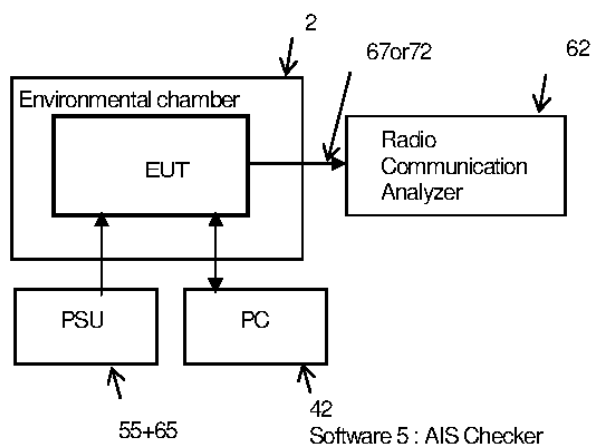 2
67or72
62
Environmental chamber
EUT
Radio
Communication
Analyzer
PSU
PC
55+65
42
Software 5 : AIS Checker